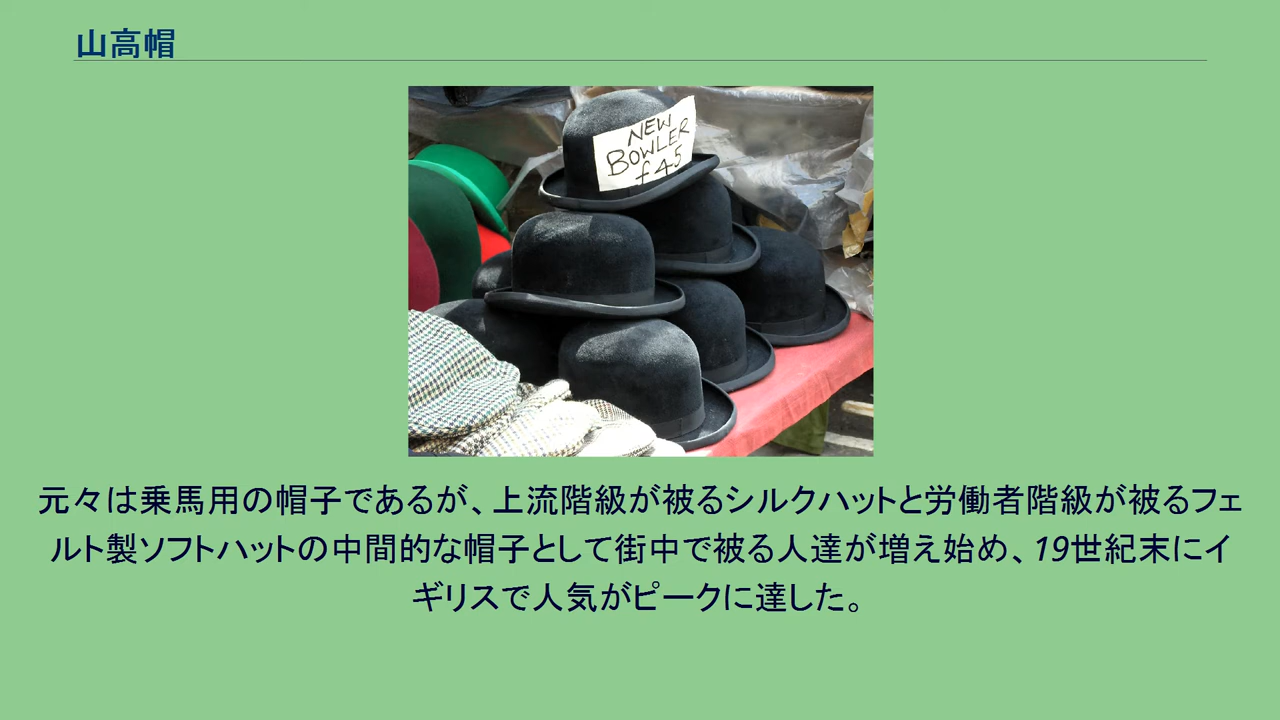 山高帽
NEW
BOWLER
£45
元々は乗馬用の帽子であるが、上流階級が被るシルクハットと労働者階級が被るフェ
ルト製ソフトハットの中間的な帽子として街中で被る人達が増え始め、19世紀末にイ
ギリスで人気がピークに達した。